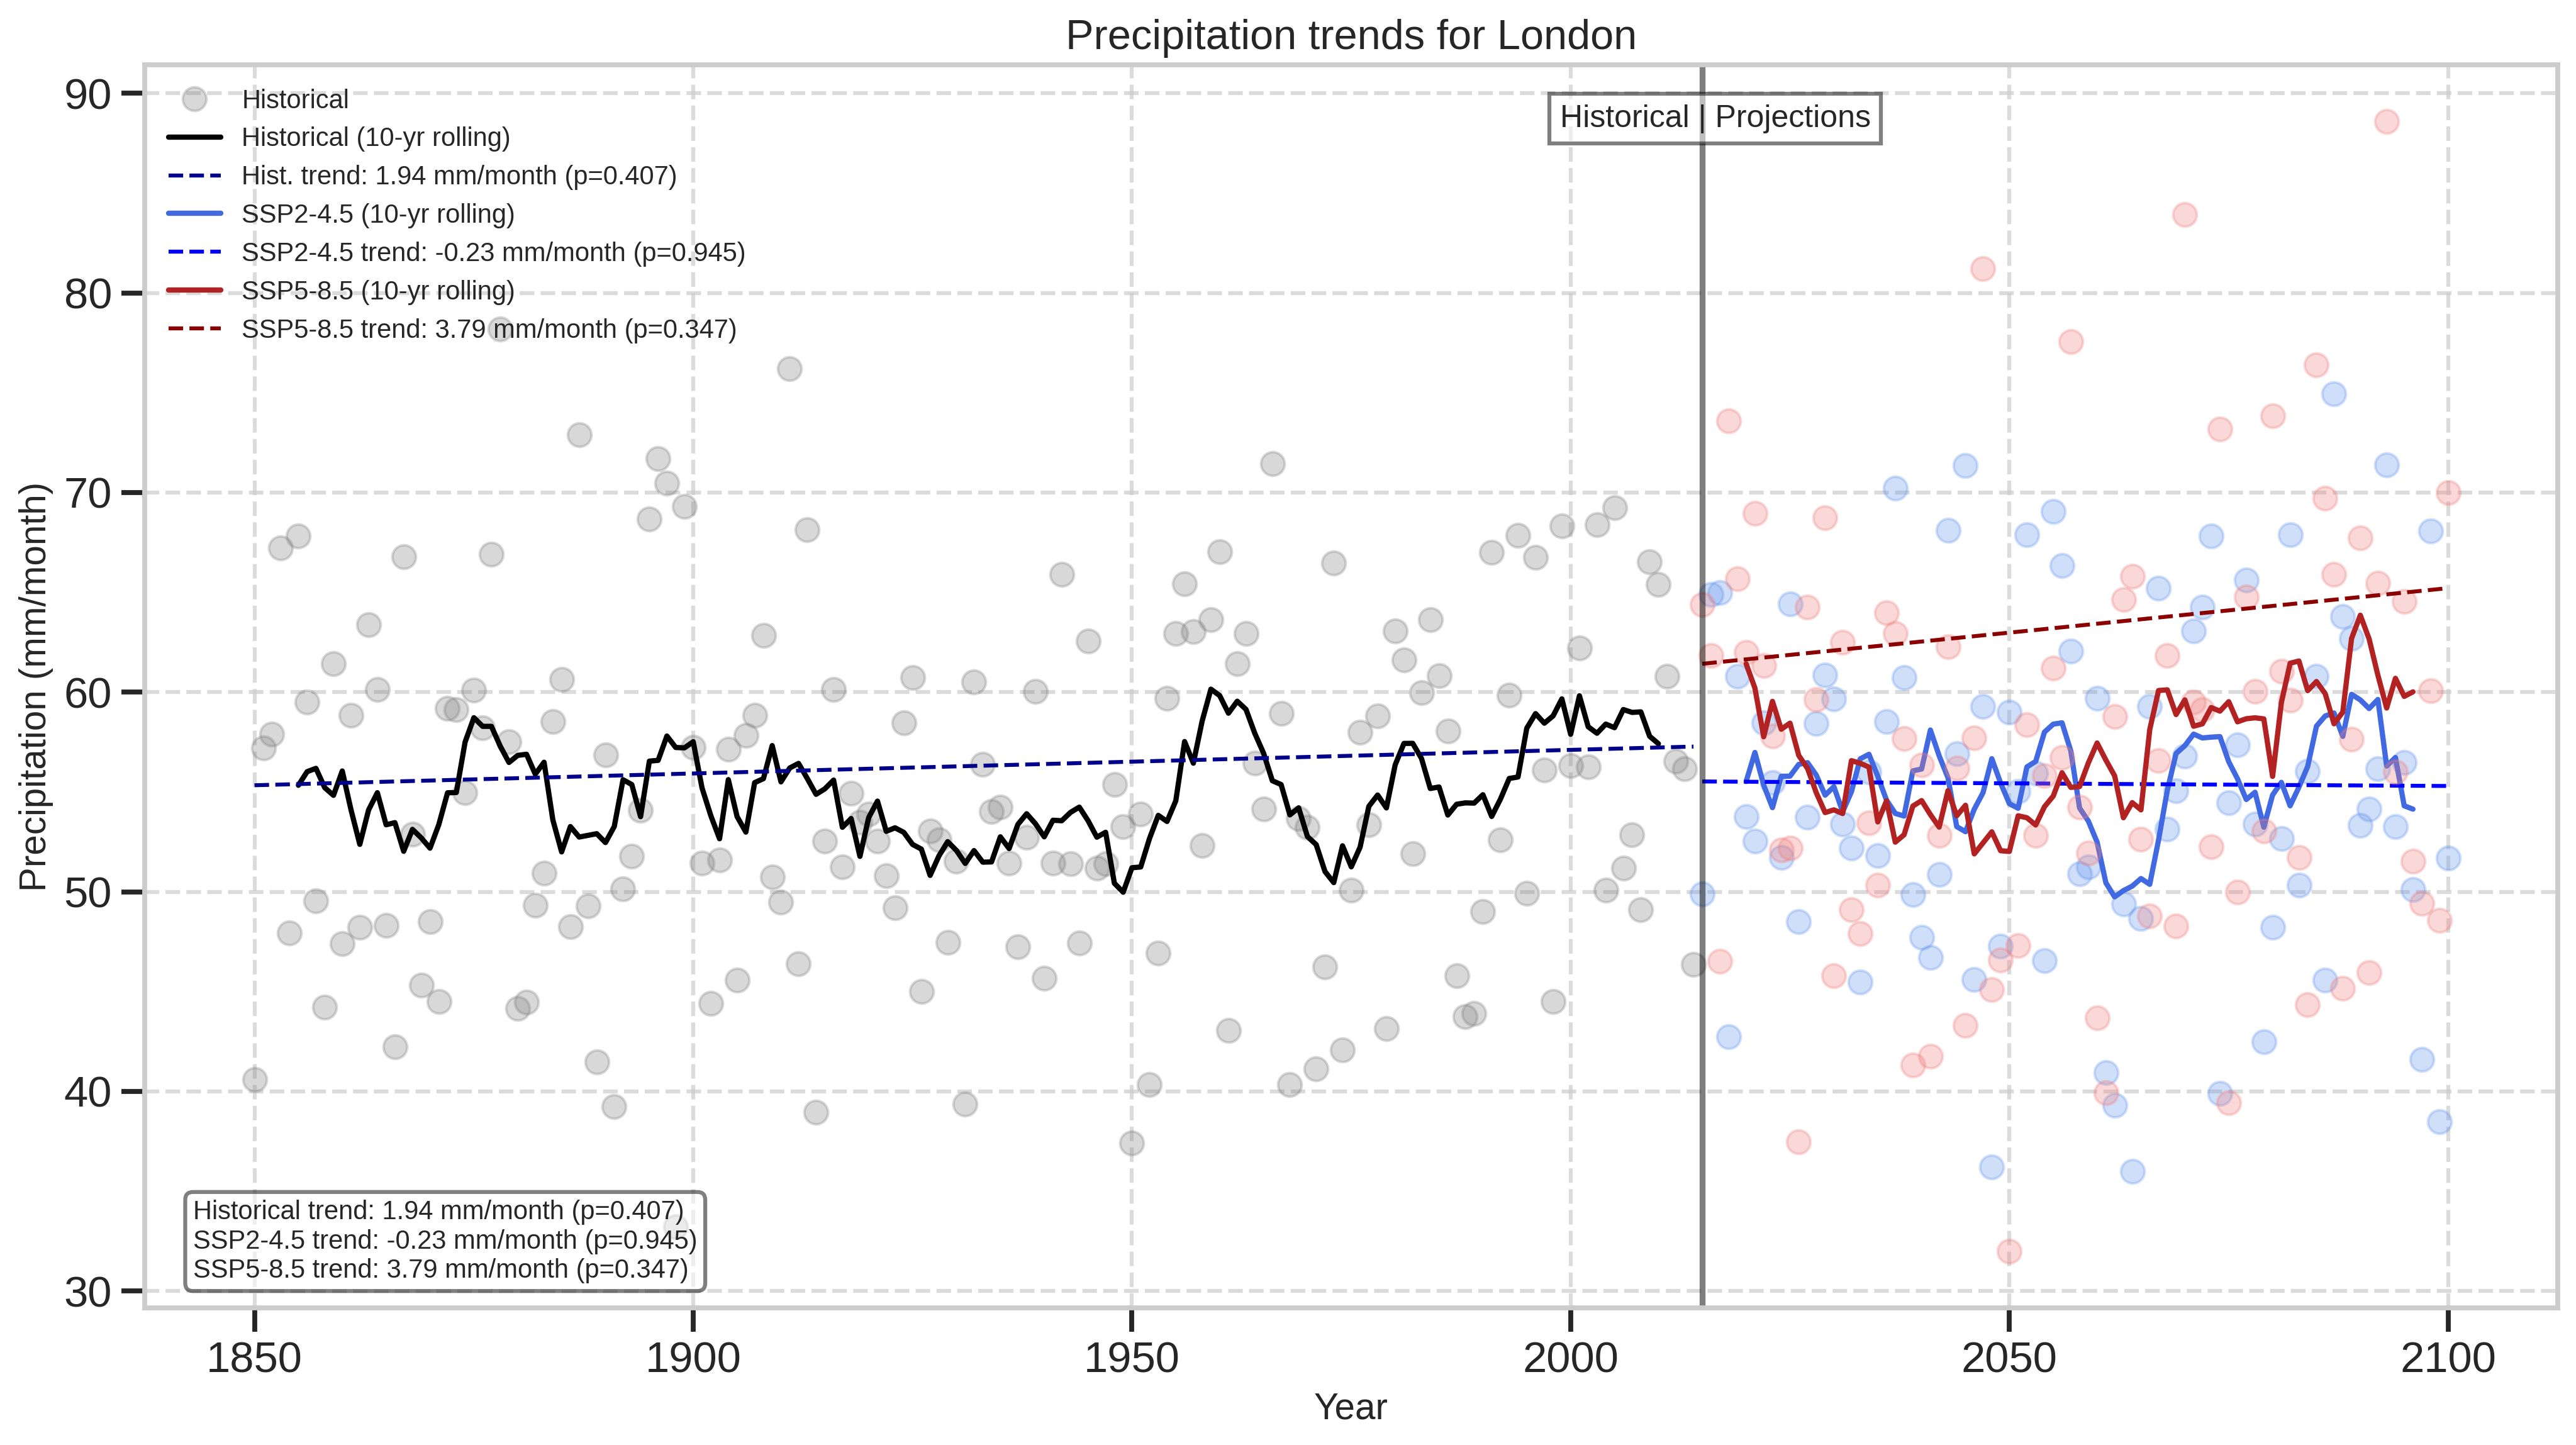 Precipitation trends for London
Precipitation (mm/month)
90
80
70
60
50
40
30
Historical
Historical (10-yr rolling)
Hist. trend: 1.94 mm/month (p=0.407)
SSP2-4.5 (10-yr rolling)
SSP2-4.5 trend: -0.23 mm/month (p=0.945)
SSP5-8.5 (10-yr rolling)
SSP5-8.5 trend: 3.79 mm/month (p=0.347)
Historical | Projections
Historical trend: 1.94 mm/month (p=0.407)
SSP2-4.5 trend: -0.23 mm/month (p=0.945)
SSP5-8.5 trend: 3.79 mm/month (p=0.347)
1850 1900 1950 2000 2050 2100
Year